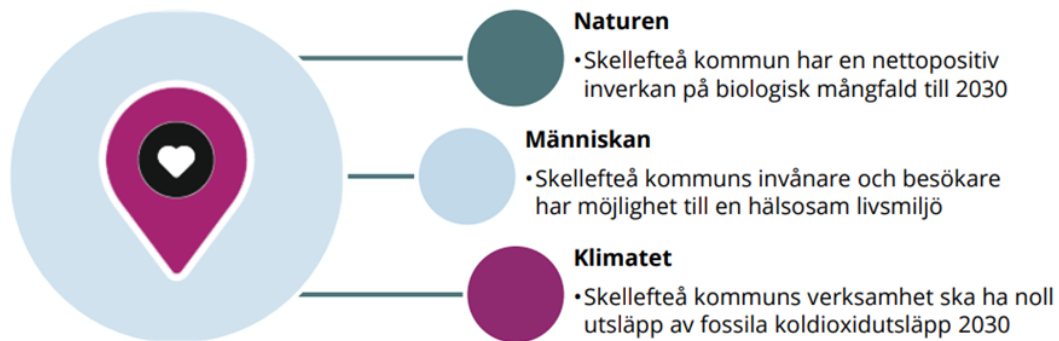 Naturen
•Skellefteå kommun har en nettopositiv
inverkan på biologisk mångfald till 2030
Människan
•Skellefteå kommuns invånare och besökare
har möjlighet till en hälsosam livsmiljö
Klimatet
•Skellefteå kommuns verksamhet ska ha noll
utsläpp av fossila koldioxidutsläpp 2030